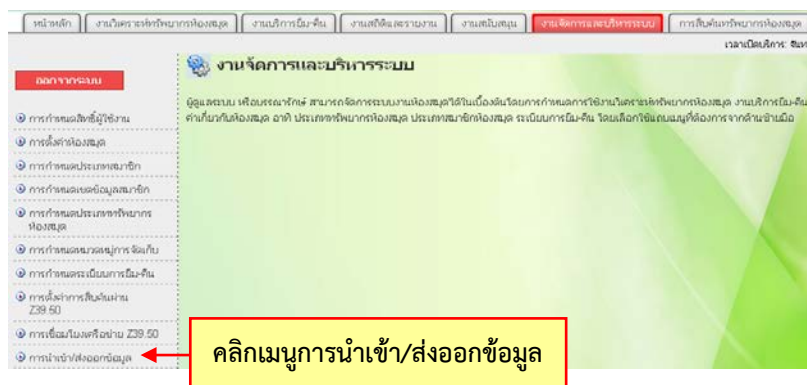 หน้าหลัก งานวิเคราะห์ทรัพยากรห้องสมุด งานบริการยืม-คืน งานสถิติและรายงาน งานสนับสนุน งานจัดการและบริหารระบบ การสืบค้นทรัพยากรห้องสมุด
เวลาเปิดบริการ: จันทร
ออกจากระบบ
งานจัดการและบริหารระบบ
ผู้ดูแลระบบ หรือบรรณารักษ์ สามารถจัดการระบบงานห้องสมุดได้ในเบื้องต้นโดยการกำหนดการใช้งานวิเคราะห์ทรัพยากรห้องสมุด งานบริการยืม-คืน
ค่าเกี่ยวกับห้องสมุด อาทิ ประเภททรัพยากรห้องสมุด ประเภทสมาชิกห้องสมุด ระเบียบการยืม-คืน โดยเลือกใช้แถบเมนูที่ต้องการจากด้านซ้ายมือ
การกำหนดสิทธิ์ผู้ใช้งาน
การตั้งค่าห้องสมุด
การกำหนดประเภทสมาชิก
การกำหนดเขตข้อมูลสมาชิก
การกำหนดประเภททรัพยากร
ห้องสมุด
การกำหนดหมวดหมู่การจัดเก็บ
การกำหนดระเบียบการยืม-คืน
การตั้งค่าการสืบค้นผ่าน
Z39.50
การเชื่อมโยงเครือข่าย Z39.50
การนำเข้า/ส่งออกข้อมูล
คลิกเมนูการนำเข้า/ส่งออกข้อมูล